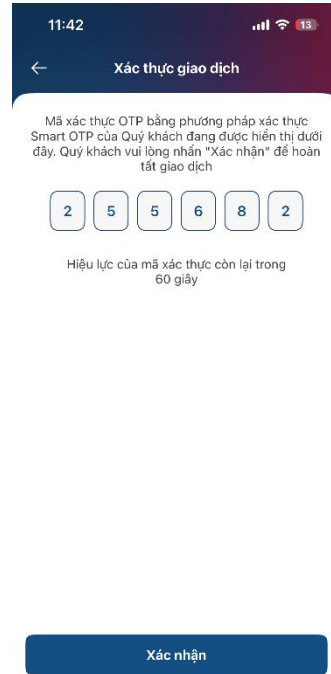 11:42
13
Xác thực giao dịch
Mã xác thực OTP bằng phương pháp xác thực
Smart OTP của Quý khách đang được hiển thị dưới
đây. Quý khách vui lòng nhấn "Xác nhận" để hoàn
tất giao dịch
2 5 5 6 8 2
Hiệu lực của mã xác thực còn lại trong
60 giây
Xác nhận